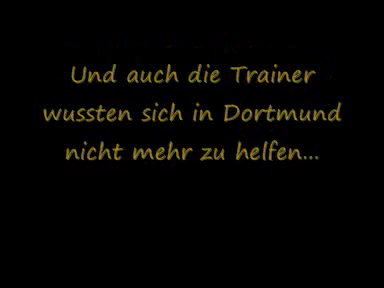 Und auch die Trainer
wussten sich in Dortmund
nicht mehr zu helfen...